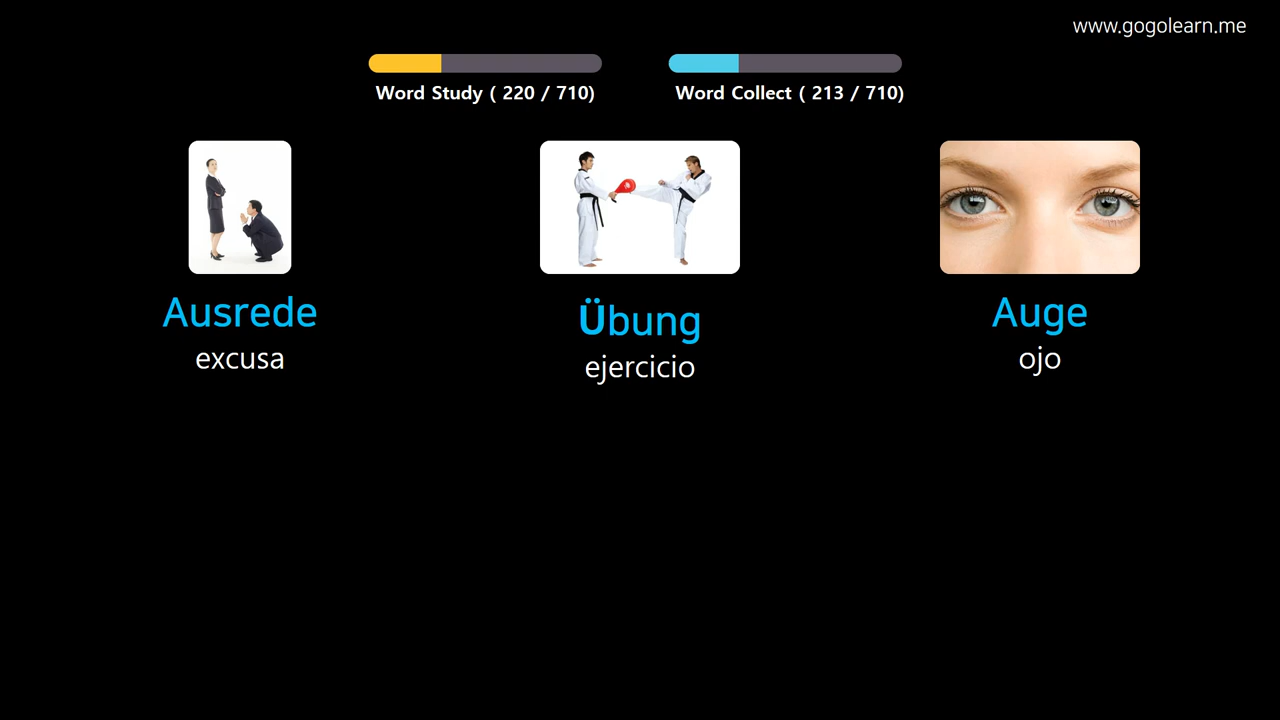 www.gogolearn.me
Word Study ( 220 / 710)
Word Collect ( 213 / 710)
Ausrede
excusa
Übung
ejercicio
Auge
ojo